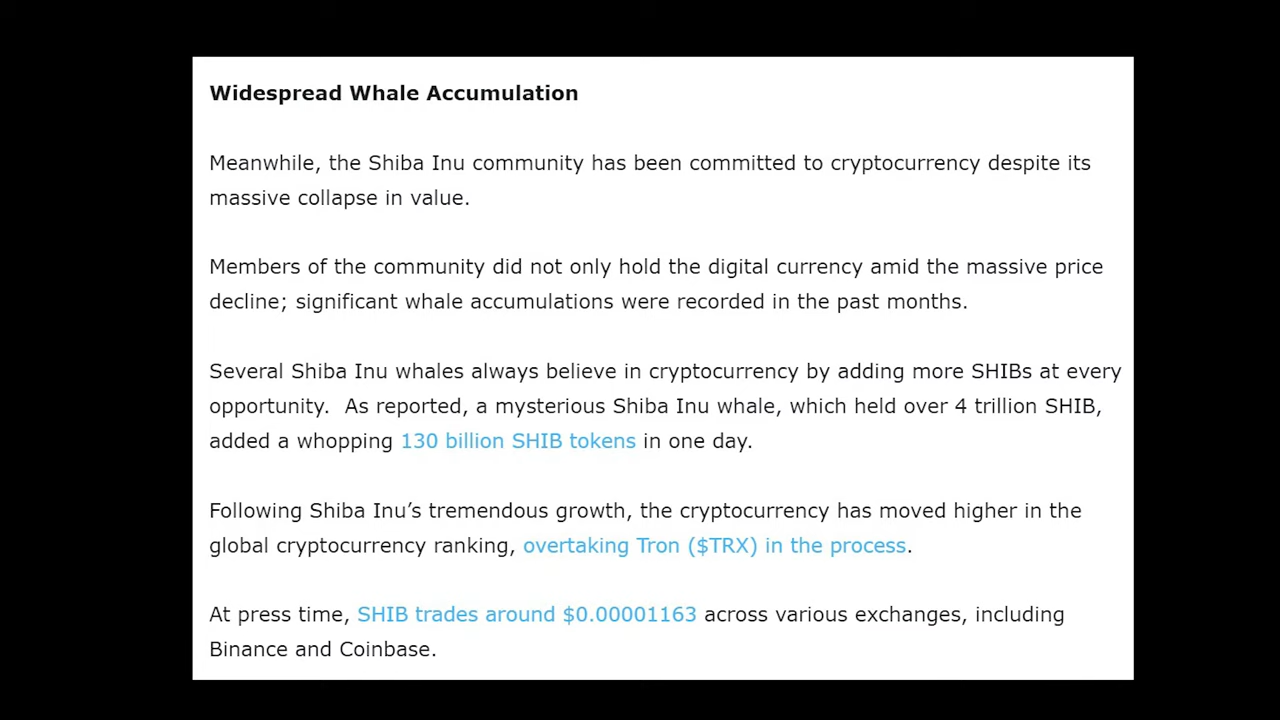 Widespread Whale Accumulation
Meanwhile, the Shiba Inu community has been committed to cryptocurrency despite its
massive collapse in value.
Members of the community did not only hold the digital currency amid the massive price
decline; significant whale accumulations were recorded in the past months.
Several Shiba Inu whales always believe in cryptocurrency by adding more SHIBs at every
opportunity.  As reported, a mysterious Shiba Inu whale, which held over 4 trillion SHIB,
added a whopping 130 billion SHIB tokens in one day.
Following Shiba Inu’s tremendous growth, the cryptocurrency has moved higher in the
global cryptocurrency ranking, overtaking Tron ($TRX) in the process.
At press time, SHIB trades around $0.00001163 across various exchanges, including
Binance and Coinbase.